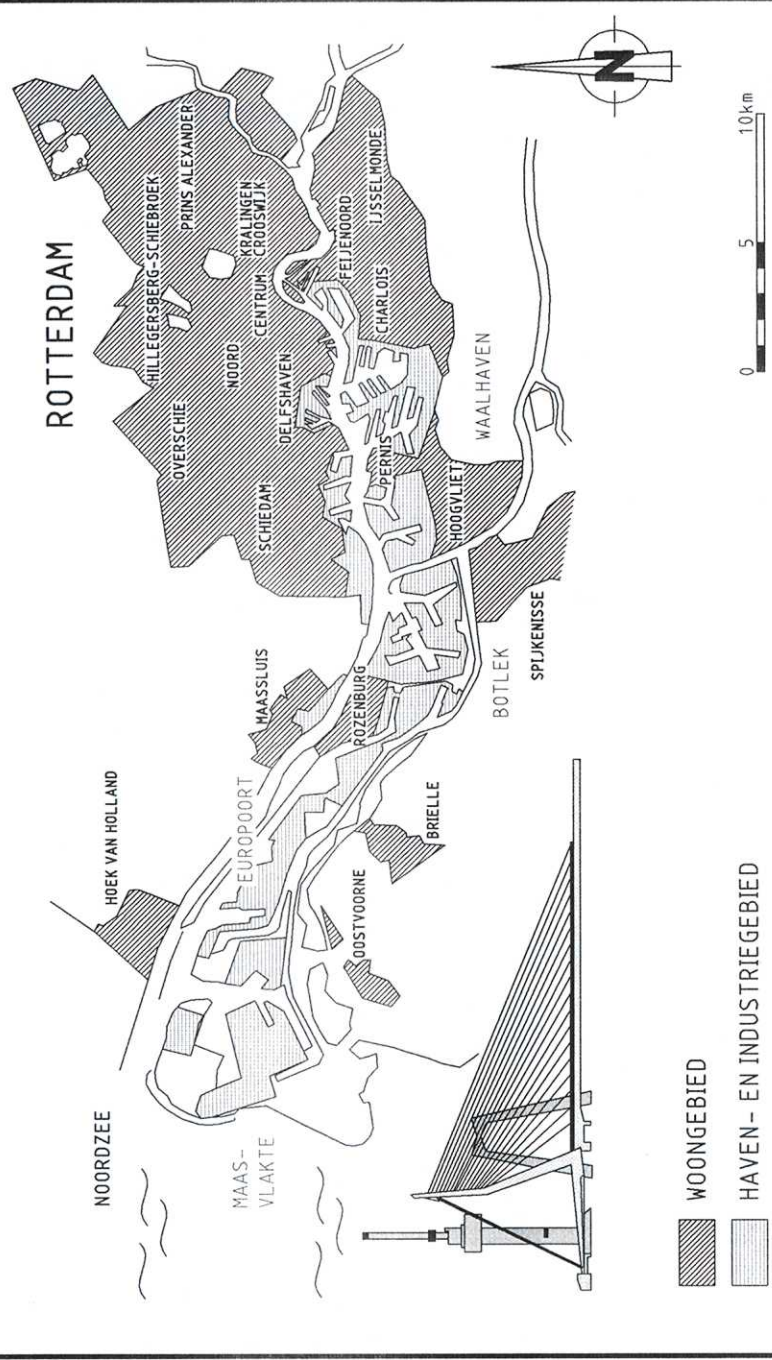 ROTTERDAM
NOORDZEE
HOEK VAN HOLLAND
MAAS-
VLAKTE
EUROPOORT
MAASSLUIS
OOSTVOORNE
BRIELLE
ROZENBURG
BOTLEK
SPIJKENISSE
SCHIEDAM
OVERSCHIE
HILLEGERSBERG-SCHIEBROEK
PRINS ALEXANDER
NOORD
KRALINGEN
CROOSWIJK
CENTRUM
DELFSHAVEN
PERNIS
HOOGVLIET
WAALHAVEN
CHARLOIS
FEIJENOORD
IJSSELMONDE
N
0 5 10km
WOONGEBIED
HAVEN- EN INDUSTRIEGEBIED